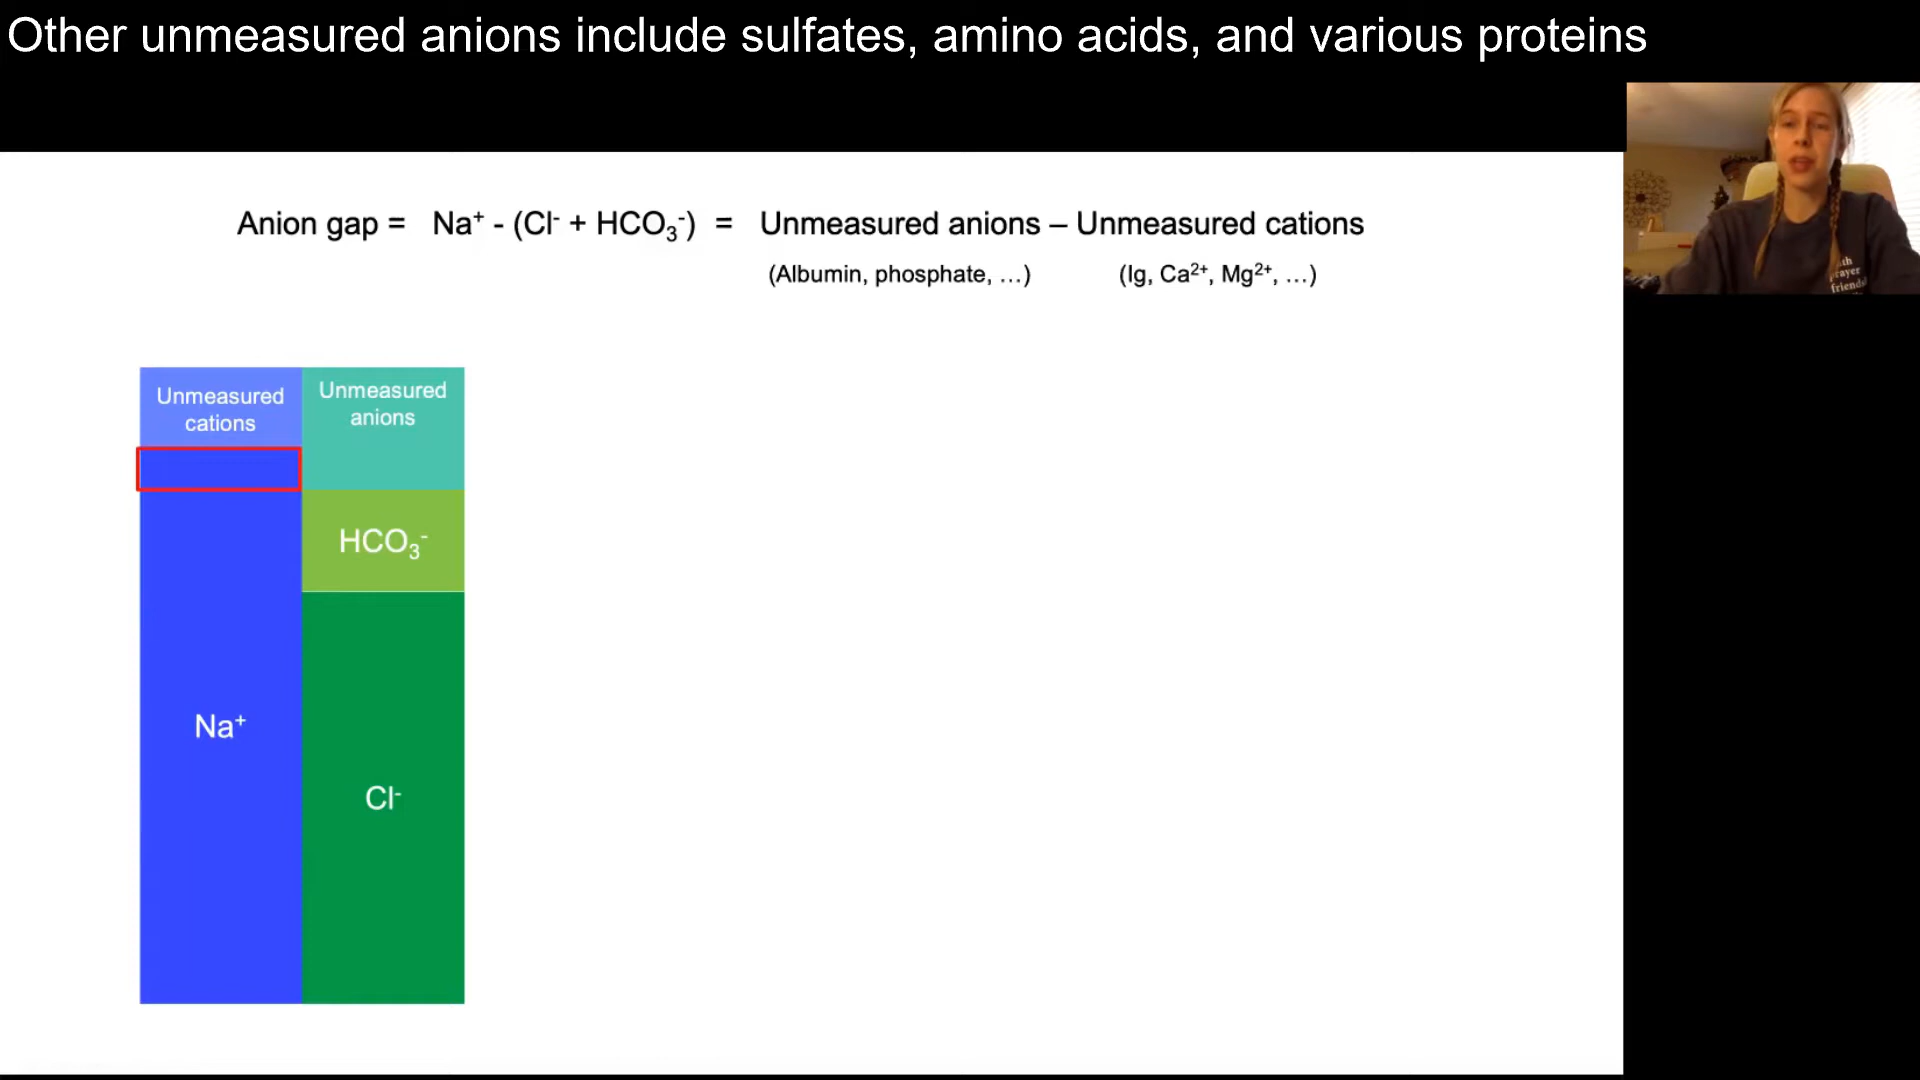 Other unmeasured anions include sulfates, amino acids, and various proteins
Anion gap = Na⁺ - (Cl⁻ + HCO₃⁻) = Unmeasured anions – Unmeasured cations
(Albumin, phosphate, ...) (Ig, Ca²⁺, Mg²⁺, ...)
Unmeasured
cations
Unmeasured
anions
HCO₃⁻
Na⁺
Cl⁻
friends